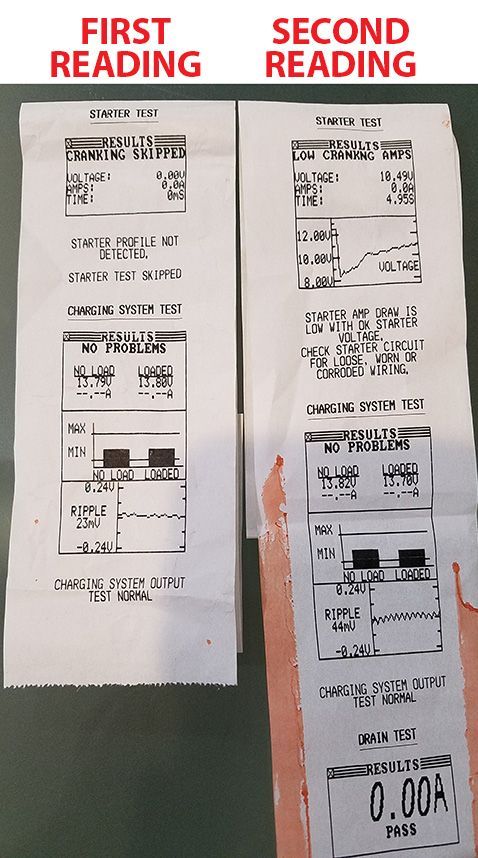 FIRST
READING
STARTER TEST
RESULTS
CRANKING SKIPPED
VOLTAGE: 0.00V
AMPS: 0.0A
TIME: 0mS
STARTER PROFILE NOT
DETECTED,
STARTER TEST SKIPPED
CHARGING SYSTEM TEST
RESULTS
NO PROBLEMS
NO LOAD LOADED
13.79V 13.80V
--.--A --.--A
MAX
MIN
NO LOAD LOADED
0.24V
RIPPLE
23mV
-0.24V
CHARGING SYSTEM OUTPUT
TEST NORMAL
SECOND
READING
STARTER TEST
RESULTS
LOW CRANKNG AMPS
VOLTAGE: 10.49V
AMPS: 0.0A
TIME: 4.95S
12.00V
10.00V
VOLTAGE
8.00V
STARTER AMP DRAW IS
LOW WITH OK STARTER
VOLTAGE.
CHECK STARTER CIRCUIT
FOR LOOSE, WORN OR
CORRODED WIRING.
CHARGING SYSTEM TEST
RESULTS
NO PROBLEMS
NO LOAD LOADED
13.82V 13.70V
--.--A --.--A
MAX
MIN
NO LOAD LOADED
0.24V
RIPPLE
44mV
-0.24V
CHARGING SYSTEM OUTPUT
TEST NORMAL
DRAIN TEST
RESULTS
0.00A
PASS